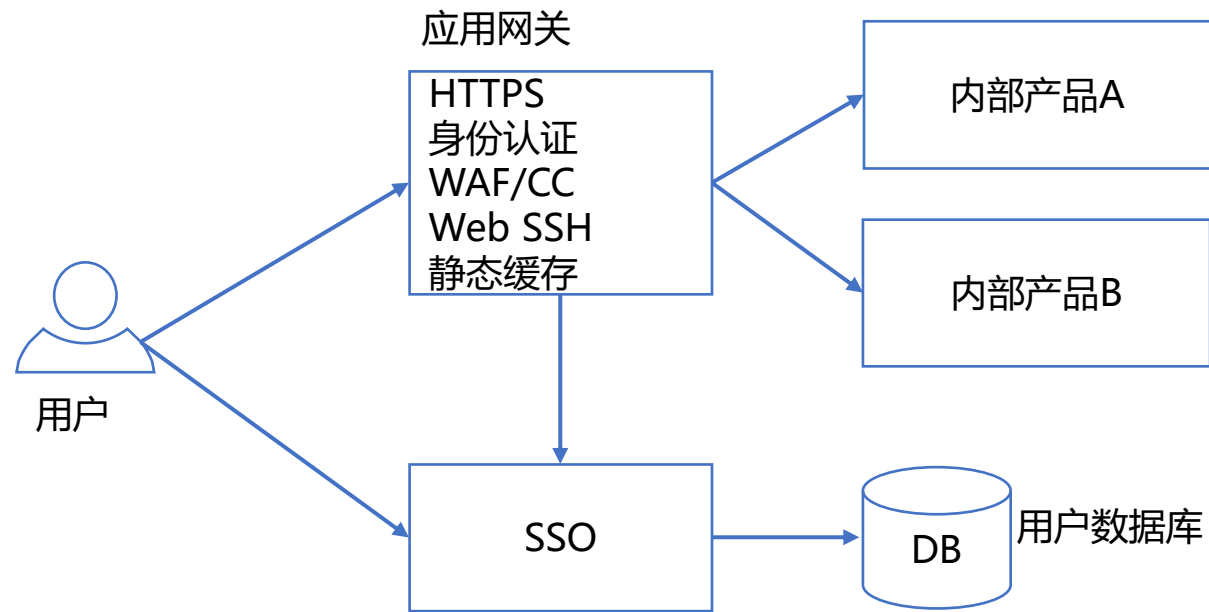 应用网关
HTTPS
身份认证
WAF/CC
Web SSH
静态缓存
内部产品A
内部产品B
用户
SSO
DB
用户数据库